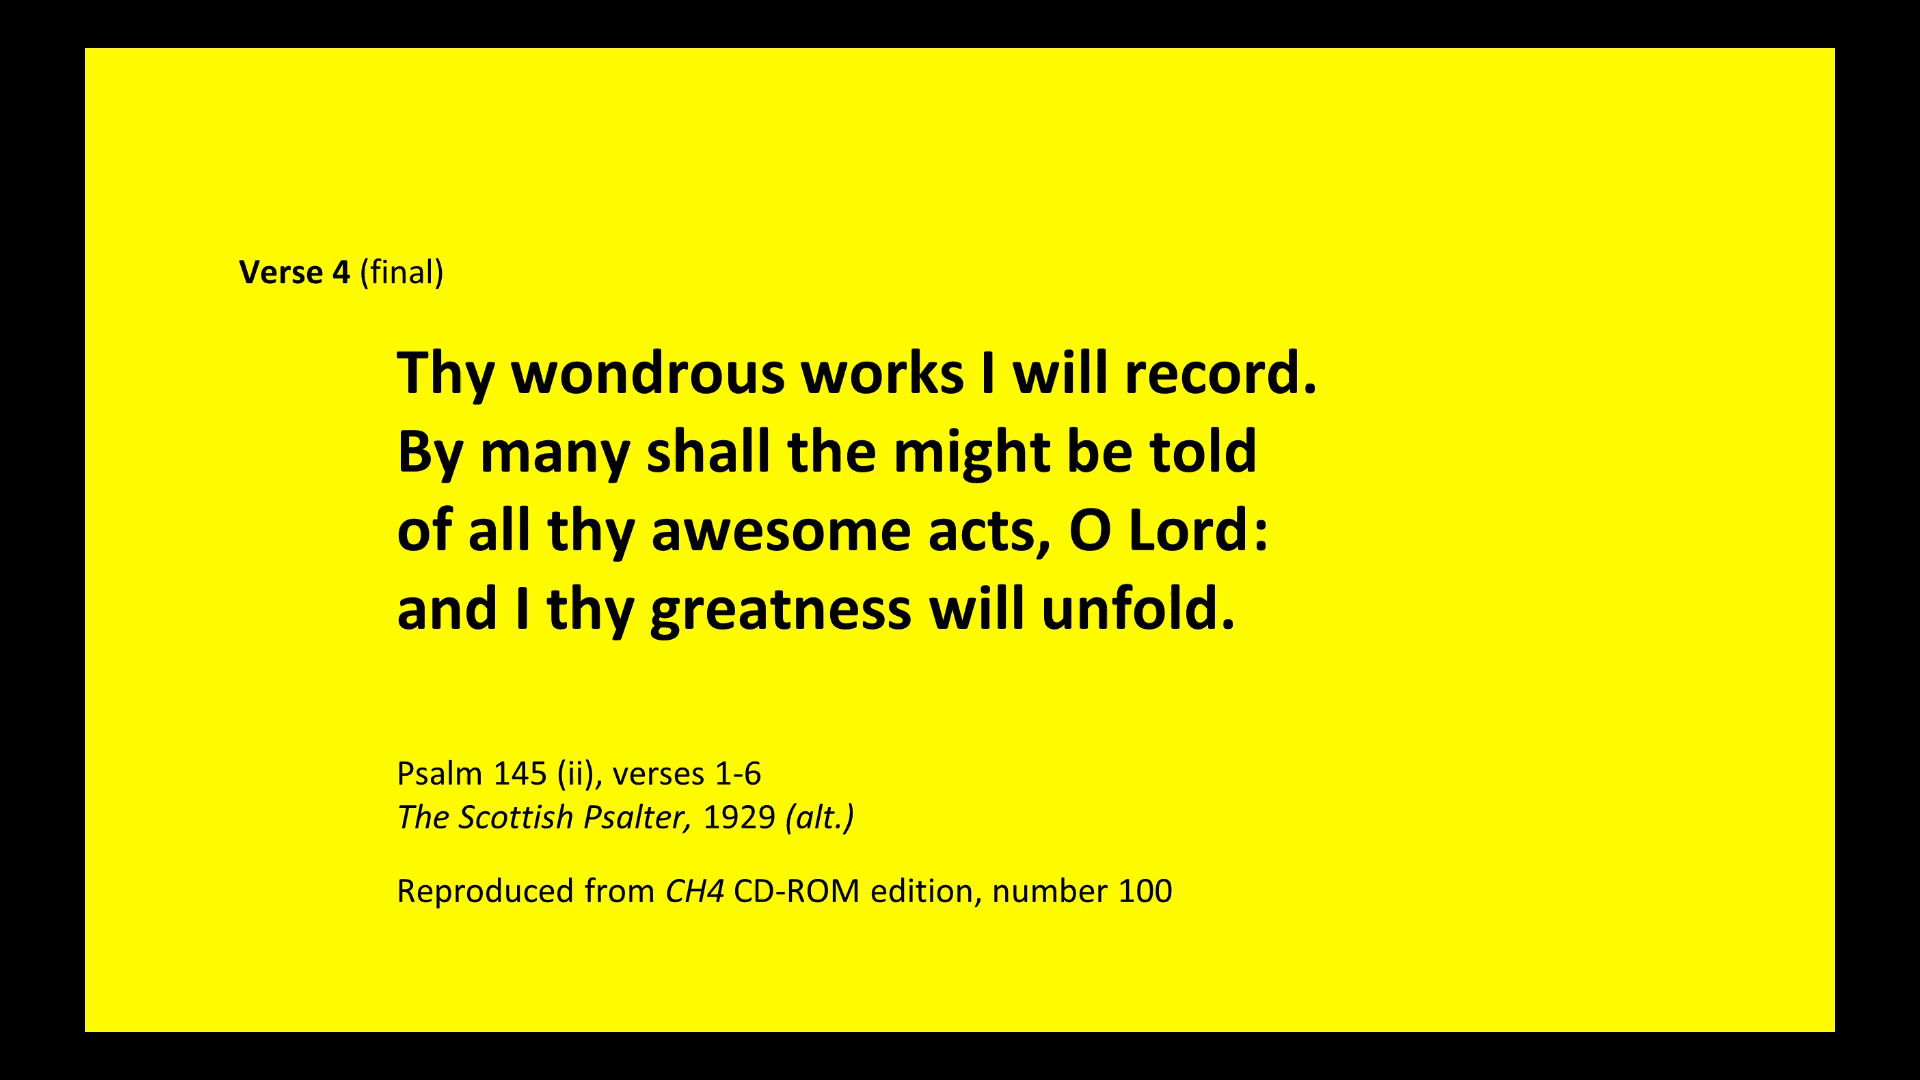 Verse 4 (final)
Thy wondrous works I will record.
By many shall the might be told
of all thy awesome acts, O Lord:
and I thy greatness will unfold.
Psalm 145 (ii), verses 1-6
The Scottish Psalter, 1929 (alt.)
Reproduced from CH4 CD-ROM edition, number 100